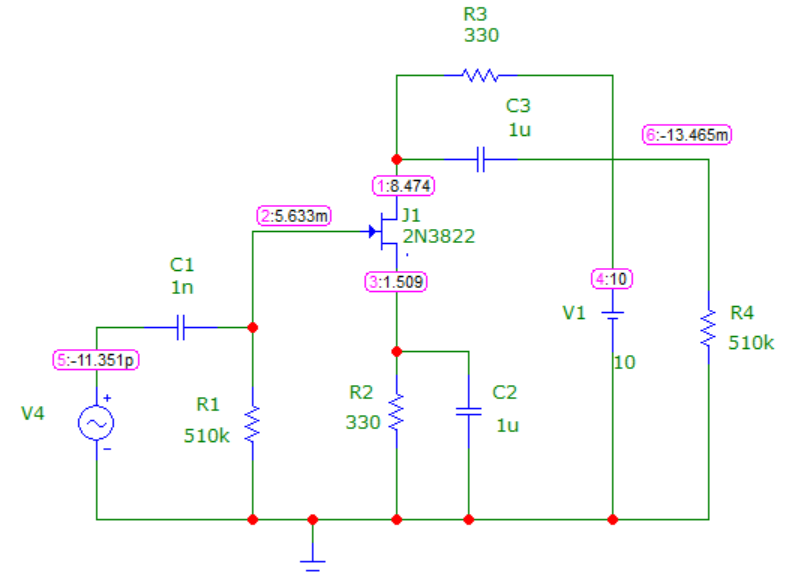 R3
330
C3
1u
6:-13.465m
1:8.474
2:5.633m
J1
2N3822
C1
1n
3:1.509
4:10
V1
R4
510k
5:-11.351p
10
R1
510k
R2
330
C2
1u
V4
+
-